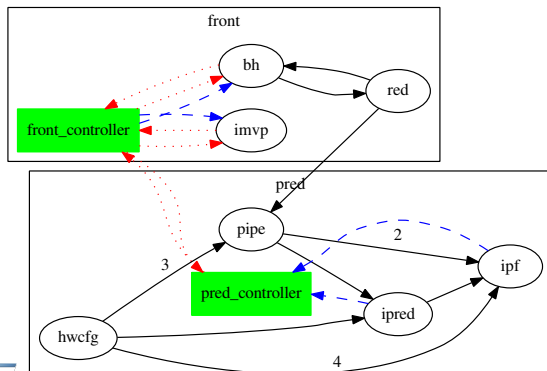 front
bh
red
front_controller
imvp
pred
pipe
2
3
ipf
pred_controller
ipred
hwcfg
4